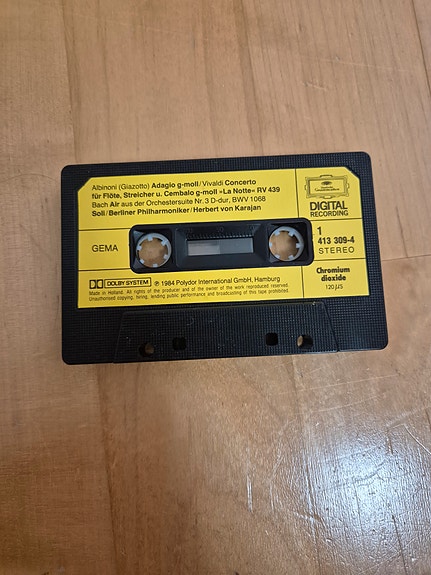 Albinoni (Giazotto) Adagio g-moll/Vivaldi Concerto
für Flöte, Streicher u. Cembalo g-moll »La Notte« RV 439
Bach Air aus der Orchestersuite Nr. 3 D-dur, BWV 1068
Soli/Berliner Philharmoniker/Herbert von Karajan
DIGITAL
RECORDING
1
413 309-4
STEREO
GEMA
Chromium
dioxide
120 µs
DOLBY SYSTEM
℗ 1984 Polydor International GmbH, Hamburg
Made in Holland. All rights of the producer and of the owner of the work reproduced reserved.
Unauthorised copying, hiring, lending public performance and broadcasting of this tape prohibited.